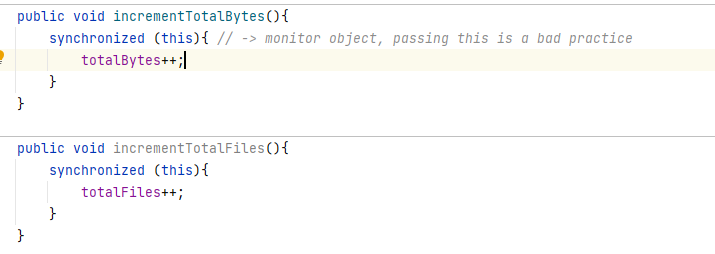 public void incrementTotalBytes(){
synchronized (this){ // -> monitor object, passing this is a bad practice
totalBytes++;
}
}
public void incrementTotalFiles(){
synchronized (this){
totalFiles++;
}
}